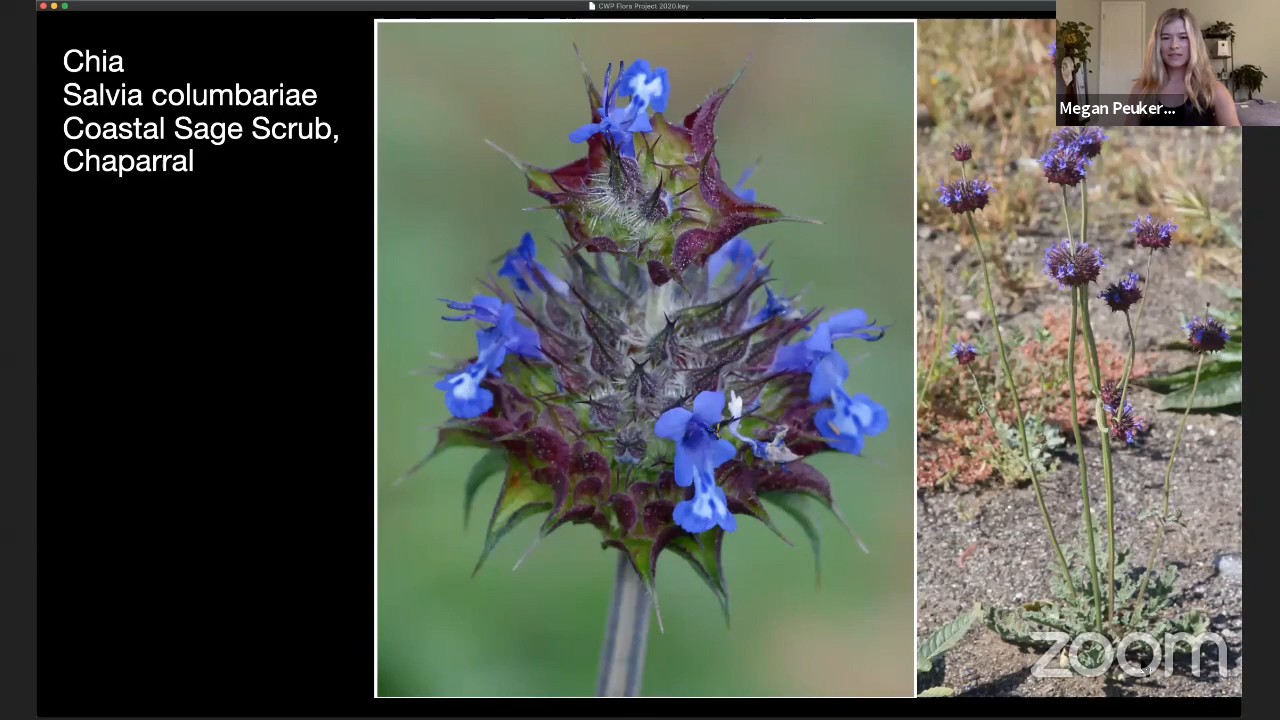 CWP Flora Project 2020.key
Chia
Salvia columbariae
Coastal Sage Scrub,
Chaparral
Megan Peuker...
zoom